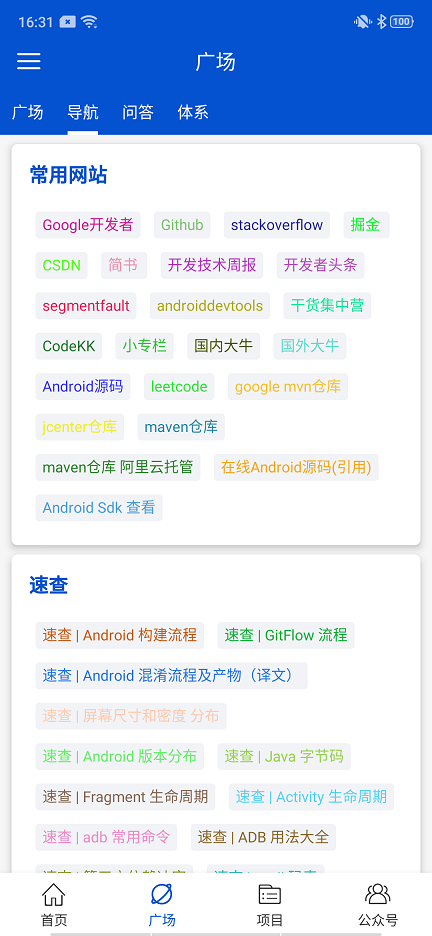 16:31
100
广场
广场 导航 问答 体系
常用网站
Google开发者 Github stackoverflow 掘金
CSDN 简书 开发技术周报 开发者头条
segmentfault androiddevtools 干货集中营
CodeKK 小专栏 国内大牛 国外大牛
Android源码 leetcode google mvn仓库
jcenter仓库 maven仓库
maven仓库 阿里云托管 在线Android源码(引用)
Android Sdk 查看
速查
速查 | Android 构建流程 速查 | GitFlow 流程
速查 | Android 混淆流程及产物（译文）
速查 | 屏幕尺寸和密度 分布
速查 | Android 版本分布 速查 | Java 字节码
速查 | Fragment 生命周期 速查 | Activity 生命周期
速查 | adb 常用命令 速查 | ADB 用法大全
首页 广场 项目 公众号